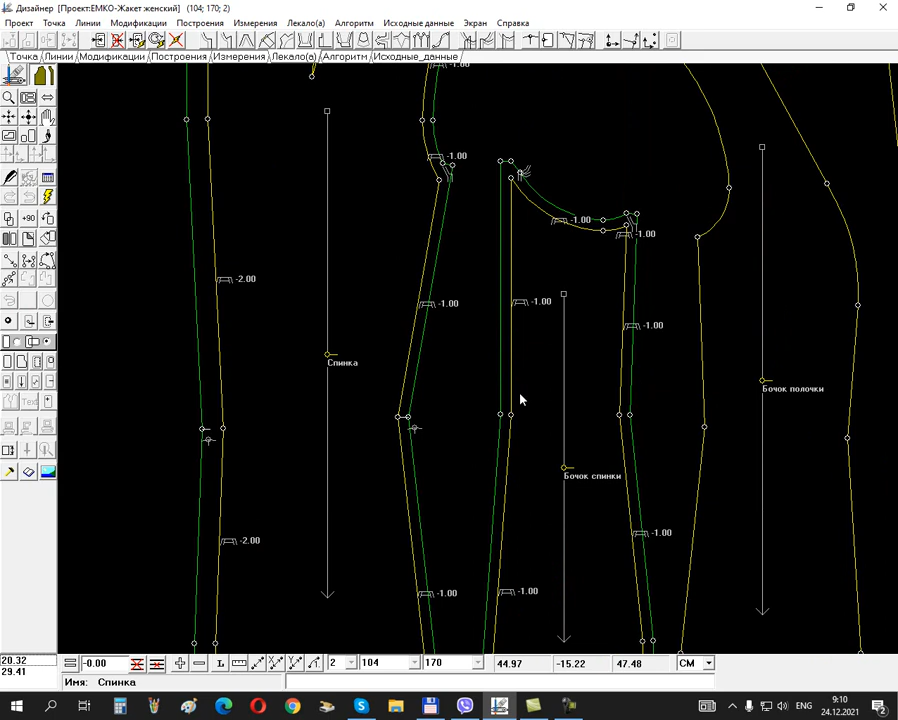 Дизайнер [Проект:ЕМКО-Жакет женский] (104; 170; 2)
Проект Точка Линии Модификации Построения Измерения Лекало(а) Алгоритм Исходные данные Экран Справка
Точка Линии Модификации Построения Измерения Лекало(а) Алгоритм Исходные_данные
-1.00
-1.00
-1.00
-1.00
-2.00
-1.00
-1.00
-1.00
Спинка
Бочок полочки
+90
Бочок спинки
Text
-2.00
-1.00
-1.00
-1.00
20.32
29.41
-0.00
L
2
104
170
44.97
-15.22
47.48
СМ
Имя: Спинка
ENG
9:10
24.12.2021
2